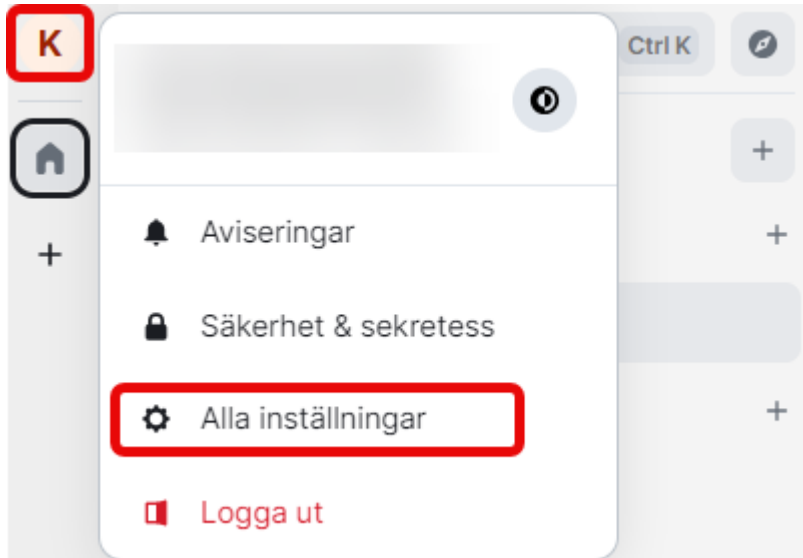 K
Ctrl K
Aviseringar
Säkerhet & sekretess
Alla inställningar
Logga ut